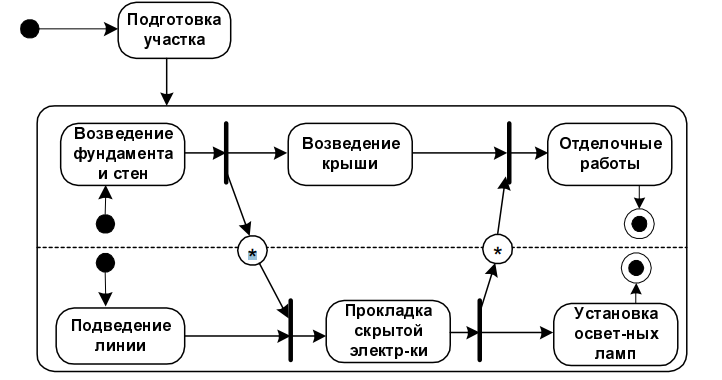 Подготовка
участка
Возведение
фундамента
и стен
Возведение
крыши
Отделочные
работы
*
*
Подведение
линии
Прокладка
скрытой
электр-ки
Установка
освет-ных
ламп